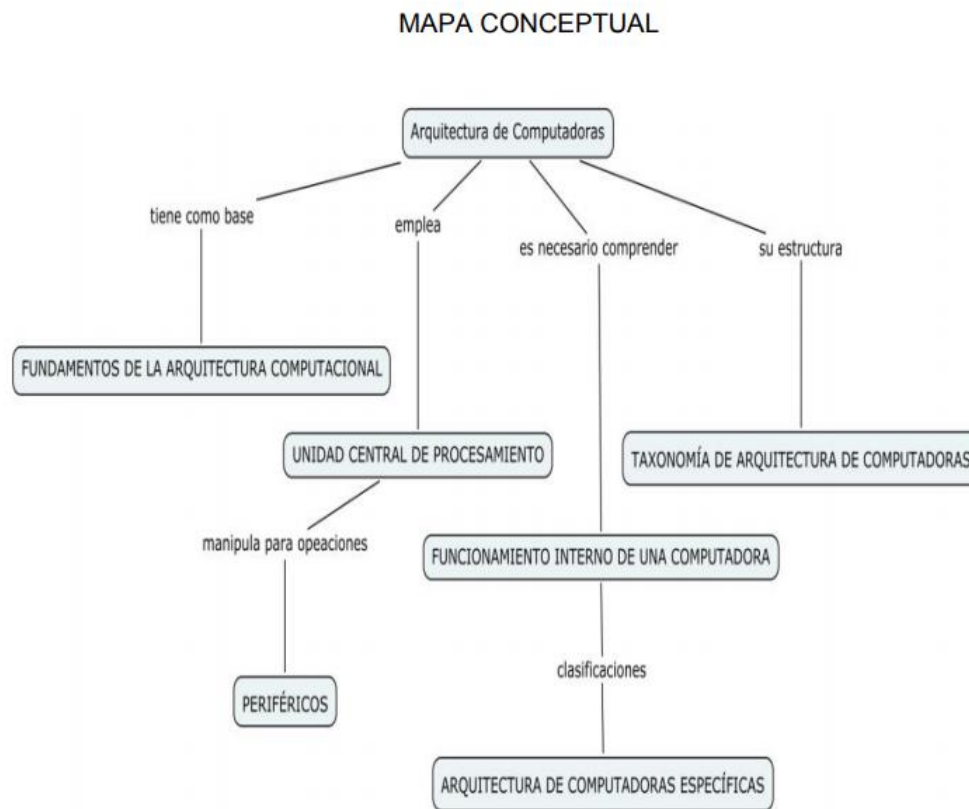 MAPA CONCEPTUAL
Arquitectura de Computadoras
tiene como base
emplea
es necesario comprender
su estructura
FUNDAMENTOS DE LA ARQUITECTURA COMPUTACIONAL
UNIDAD CENTRAL DE PROCESAMIENTO
TAXONOMÍA DE ARQUITECTURA DE COMPUTADORAS
manipula para opeaciones
FUNCIONAMIENTO INTERNO DE UNA COMPUTADORA
clasificaciones
PERIFÉRICOS
ARQUITECTURA DE COMPUTADORAS ESPECÍFICAS